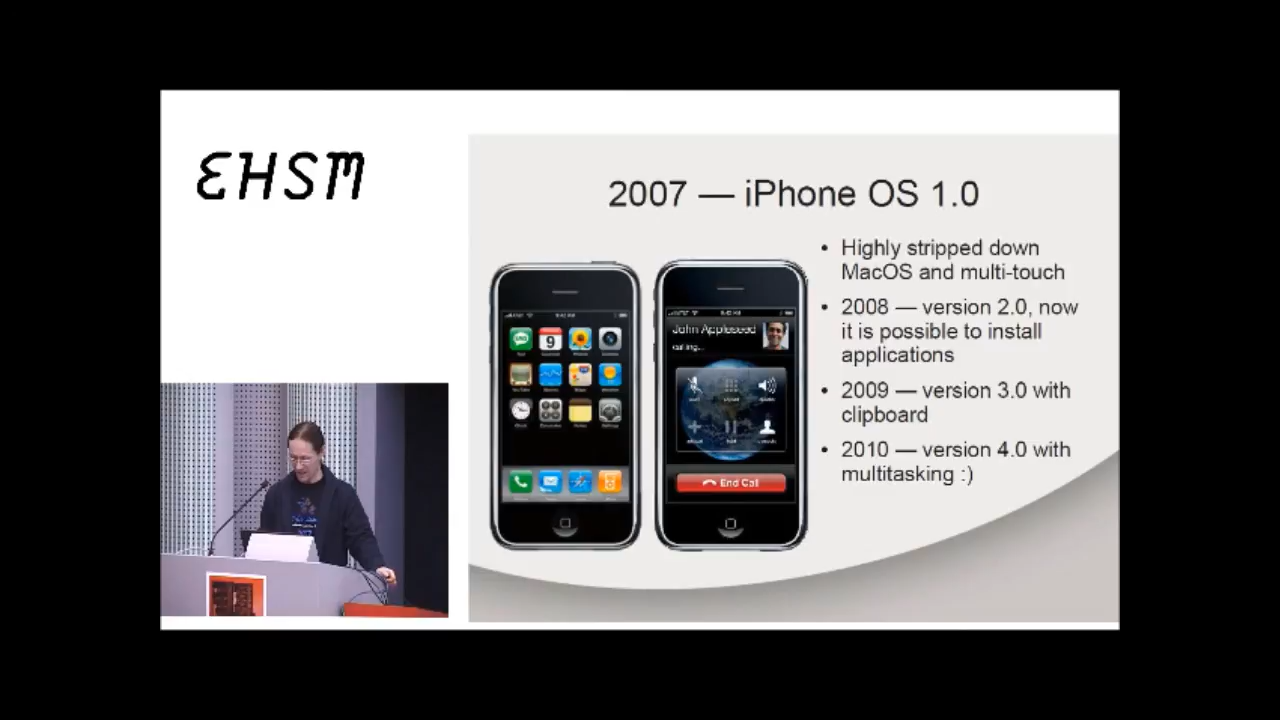 EHSM
2007 — iPhone OS 1.0
• Highly stripped down
MacOS and multi-touch
• 2008 — version 2.0, now
it is possible to install
applications
• 2009 — version 3.0 with
clipboard
• 2010 — version 4.0 with
multitasking :)
9
John Appleseed
calling...
End Call